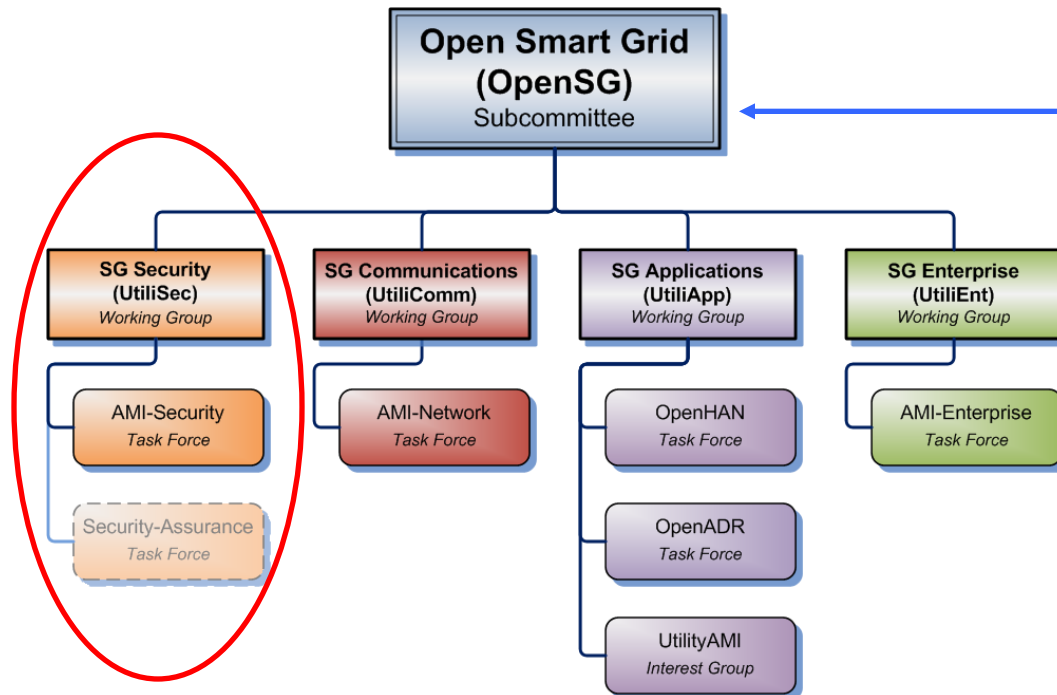 Open Smart Grid
(OpenSG)
Subcommittee
SG Security
(UtiliSec)
Working Group
SG Communications
(UtiliComm)
Working Group
SG Applications
(UtiliApp)
Working Group
SG Enterprise
(UtiliEnt)
Working Group
AMI-Security
Task Force
AMI-Network
Task Force
OpenHAN
Task Force
AMI-Enterprise
Task Force
Security-Assurance
Task Force
OpenADR
Task Force
UtilityAMI
Interest Group